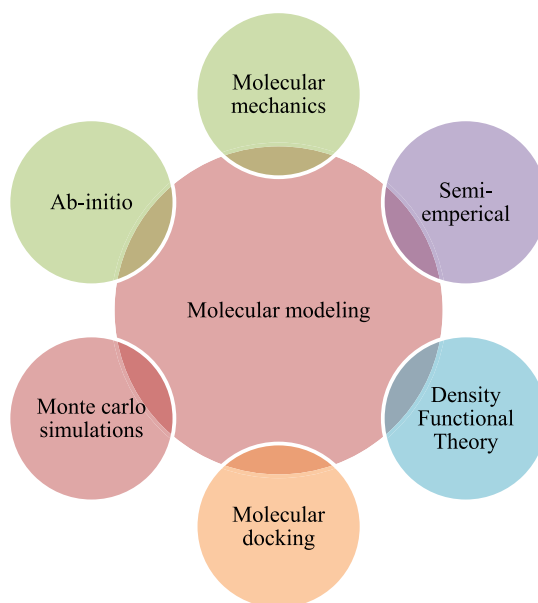 Molecular
mechanics
Ab-initio
Semi-
emperical
Molecular modeling
Monte carlo
simulations
Density
Functional
Theory
Molecular
docking